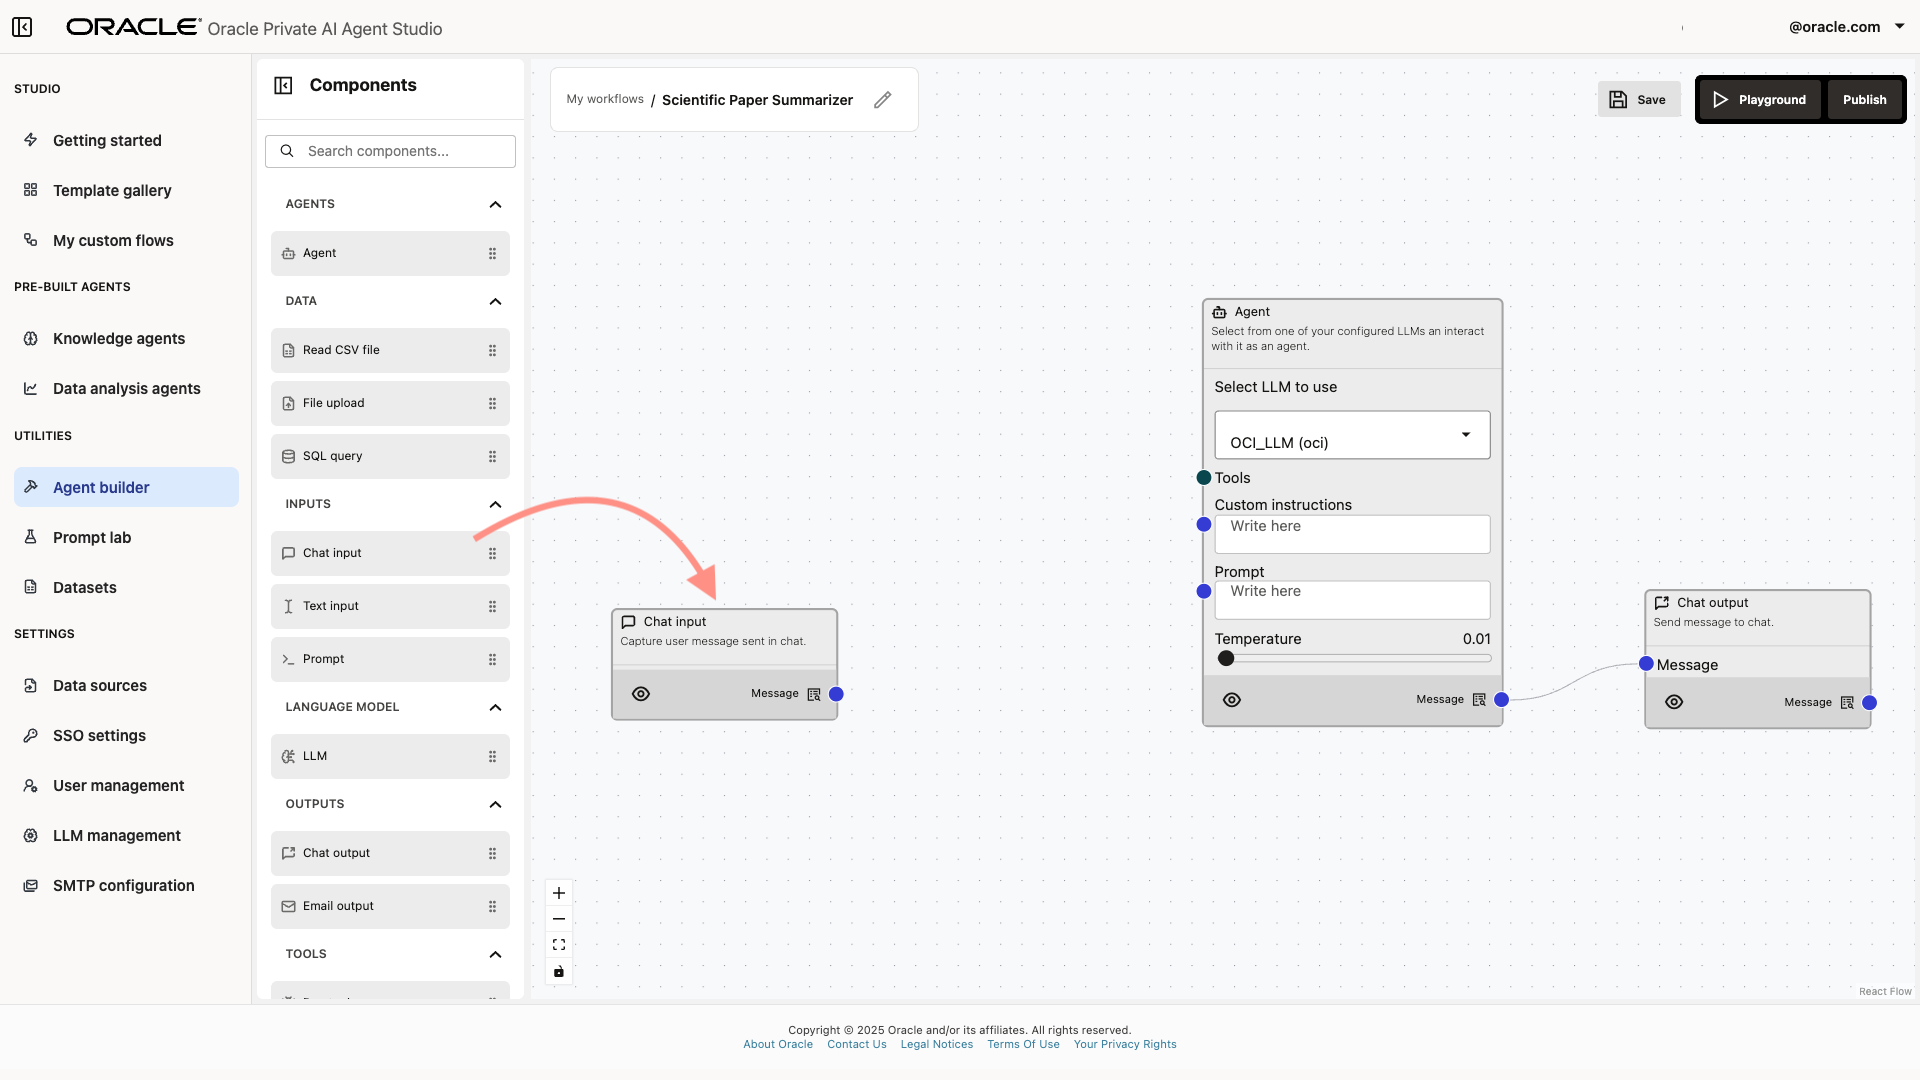 ORACLE Oracle Private AI Agent Studio
@oracle.com
STUDIO
Getting started
Template gallery
My custom flows
PRE-BUILT AGENTS
Knowledge agents
Data analysis agents
UTILITIES
Agent builder
Prompt lab
Datasets
SETTINGS
Data sources
SSO settings
User management
LLM management
SMTP configuration
Components
Search components...
AGENTS
Agent
DATA
Read CSV file
File upload
SQL query
INPUTS
Chat input
Text input
Prompt
LANGUAGE MODEL
LLM
OUTPUTS
Chat output
Email output
TOOLS
My workflows / Scientific Paper Summarizer
Save
Playground
Publish
Chat input
Capture user message sent in chat.
Message
Agent
Select from one of your configured LLMs an interact
with it as an agent.
Select LLM to use
OCI_LLM (oci)
Tools
Custom instructions
Write here
Prompt
Write here
Temperature 0.01
Message
Chat output
Send message to chat.
Message
Message
React Flow
Copyright © 2025 Oracle and/or its affiliates. All rights reserved.
About Oracle Contact Us Legal Notices Terms Of Use Your Privacy Rights